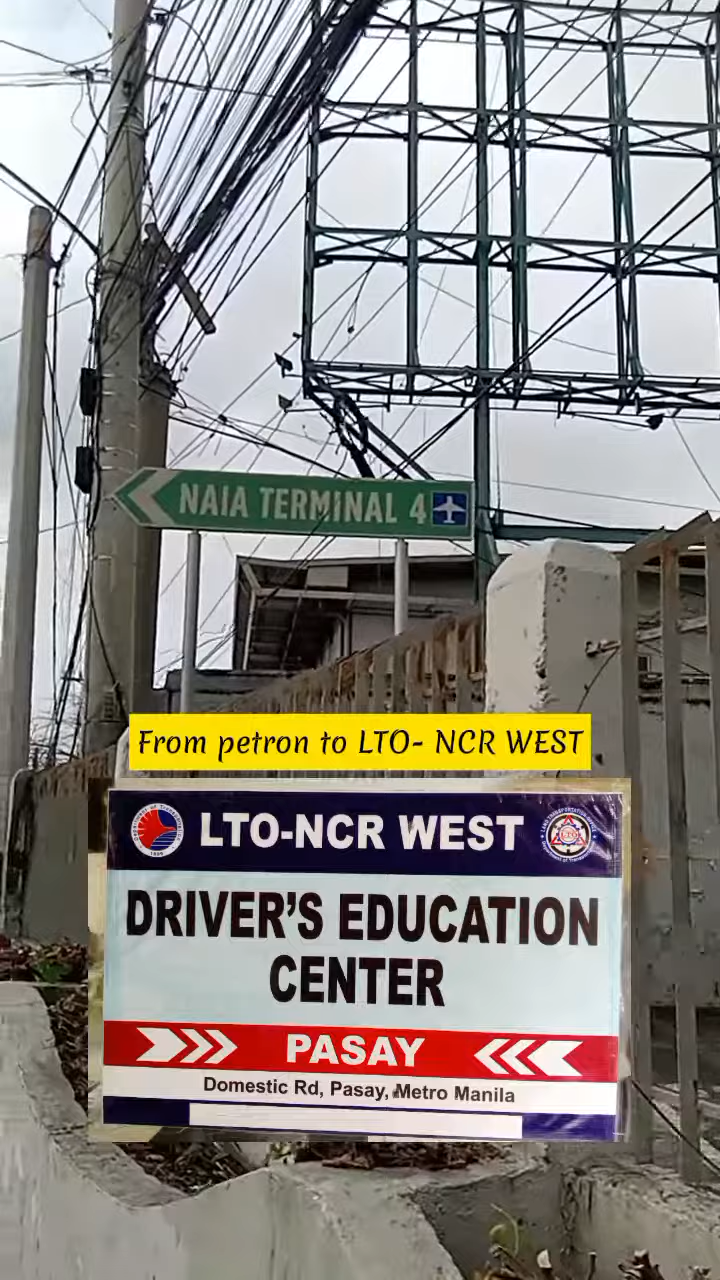 NAIA TERMINAL 4
From petron to LTO- NCR WEST
LTO-NCR WEST
DRIVER'S EDUCATION
CENTER
PASAY
Domestic Rd, Pasay, Metro Manila